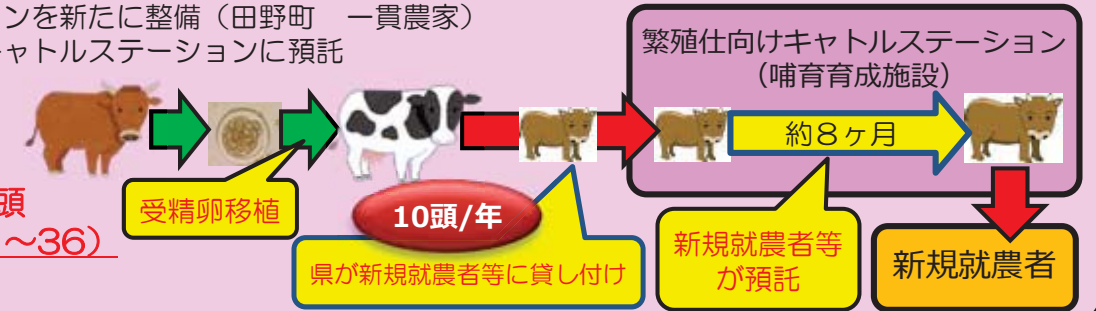 ンを新たに整備（田野町　一貫農家）
ャトルステーションに預託
繁殖仕向けキャトルステーション
（哺育育成施設）
約８ヶ月
受精卵移植
頭
～36）
10頭/年
県が新規就農者等に貸し付け
新規就農者等
が預託
新規就農者